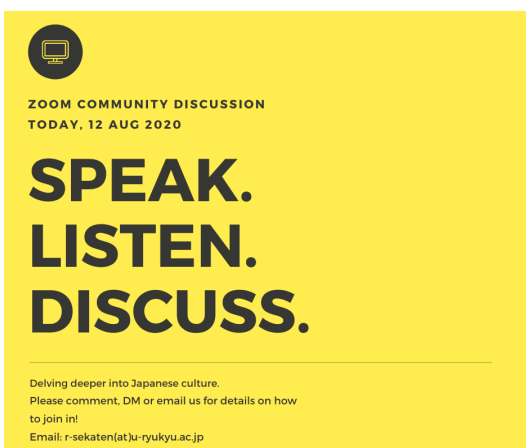 ZOOM COMMUNITY DISCUSSION
TODAY, 12 AUG 2020
SPEAK.
LISTEN.
DISCUSS.
Delving deeper into Japanese culture.
Please comment, DM or email us for details on how
to join in!
Email: r-sekaten(at)u-ryukyu.ac.jp